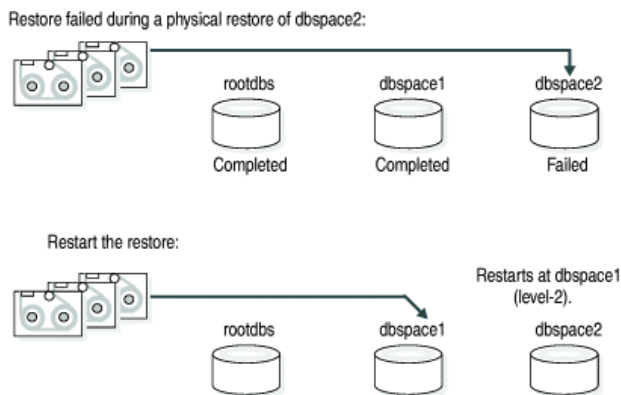 Restore failed during a physical restore of dbspace2:
rootdbs
dbspace1
dbspace2
Completed
Completed
Failed
Restart the restore:
Restarts at dbspace1
(level-2).
rootdbs
dbspace1
dbspace2